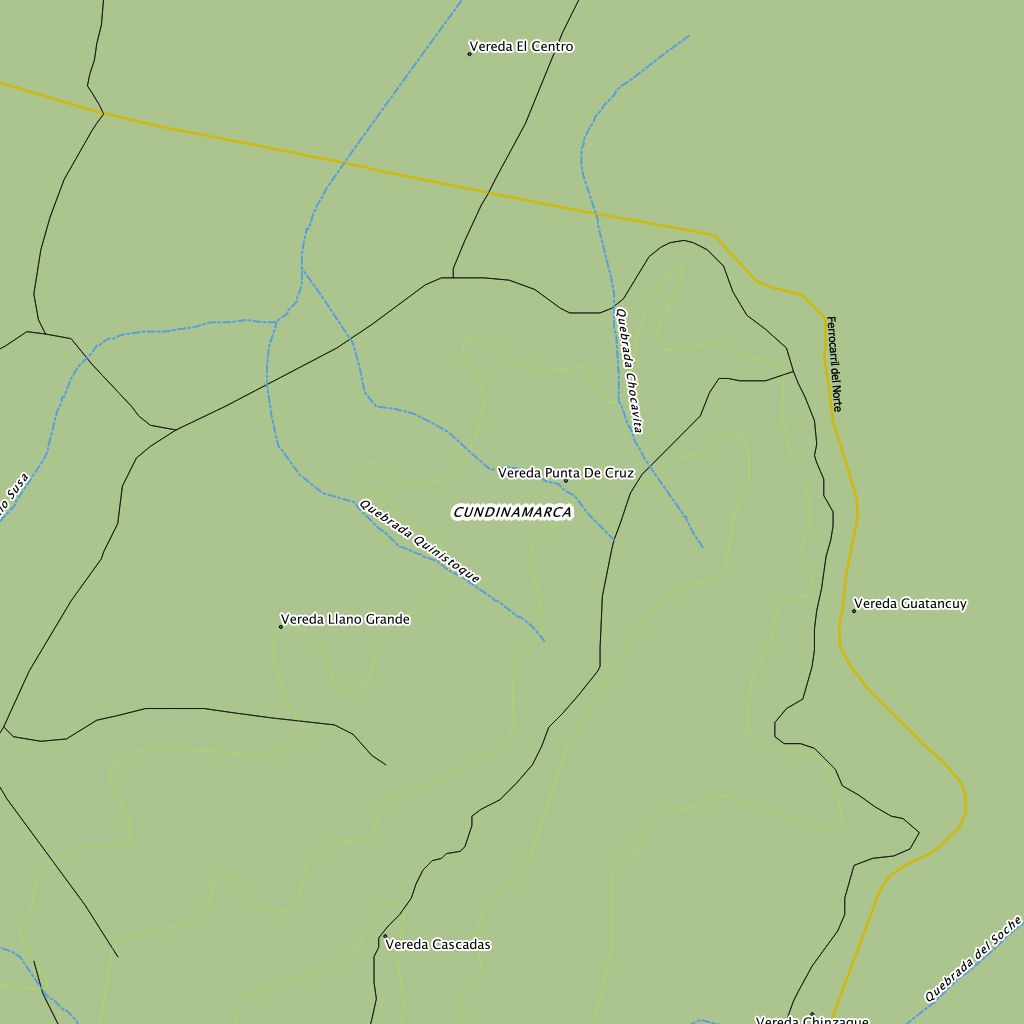 Vereda El Centro
Ferrocarril del Norte
Quebrada Chocavita
Vereda Punta De Cruz
Susa
CUNDINAMARCA
Quebrada Quinistoque
Vereda Guatancuy
Vereda Llano Grande
Vereda Cascadas
Quebrada del Soche
Vereda Chinzaque